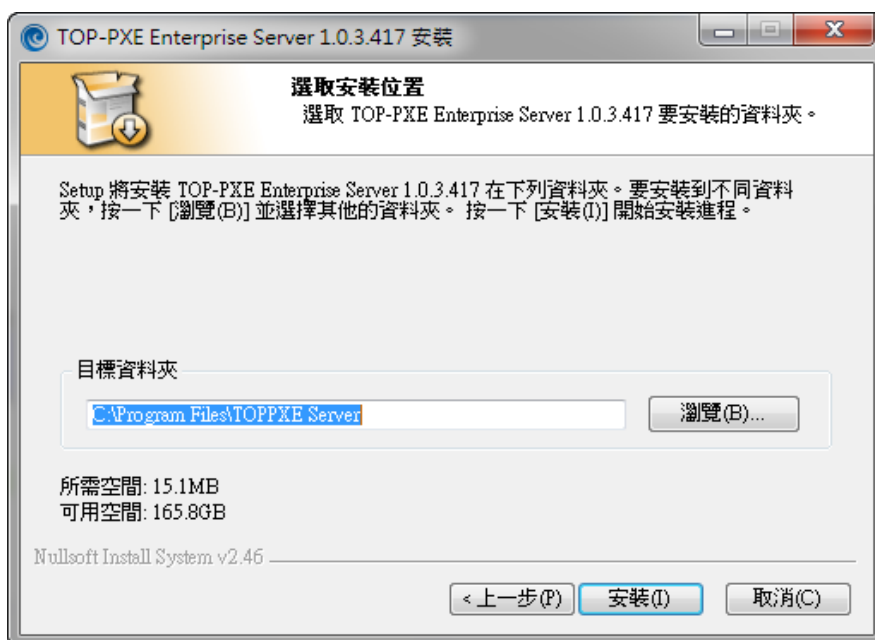 TOP-PXE Enterprise Server 1.0.3.417 安裝
選取安裝位置
選取 TOP-PXE Enterprise Server 1.0.3.417 要安裝的資料夾。
Setup 將安裝 TOP-PXE Enterprise Server 1.0.3.417 在下列資料夾。要安裝到不同資料
夾，按一下 [瀏覽(B)] 並選擇其他的資料夾。 按一下 [安裝(I)] 開始安裝進程。
目標資料夾
C:\Program Files\TOPPXE Server
瀏覽(B)...
所需空間: 15.1MB
可用空間: 165.8GB
Nullsoft Install System v2.46
< 上一步(P)
安裝(I)
取消(C)